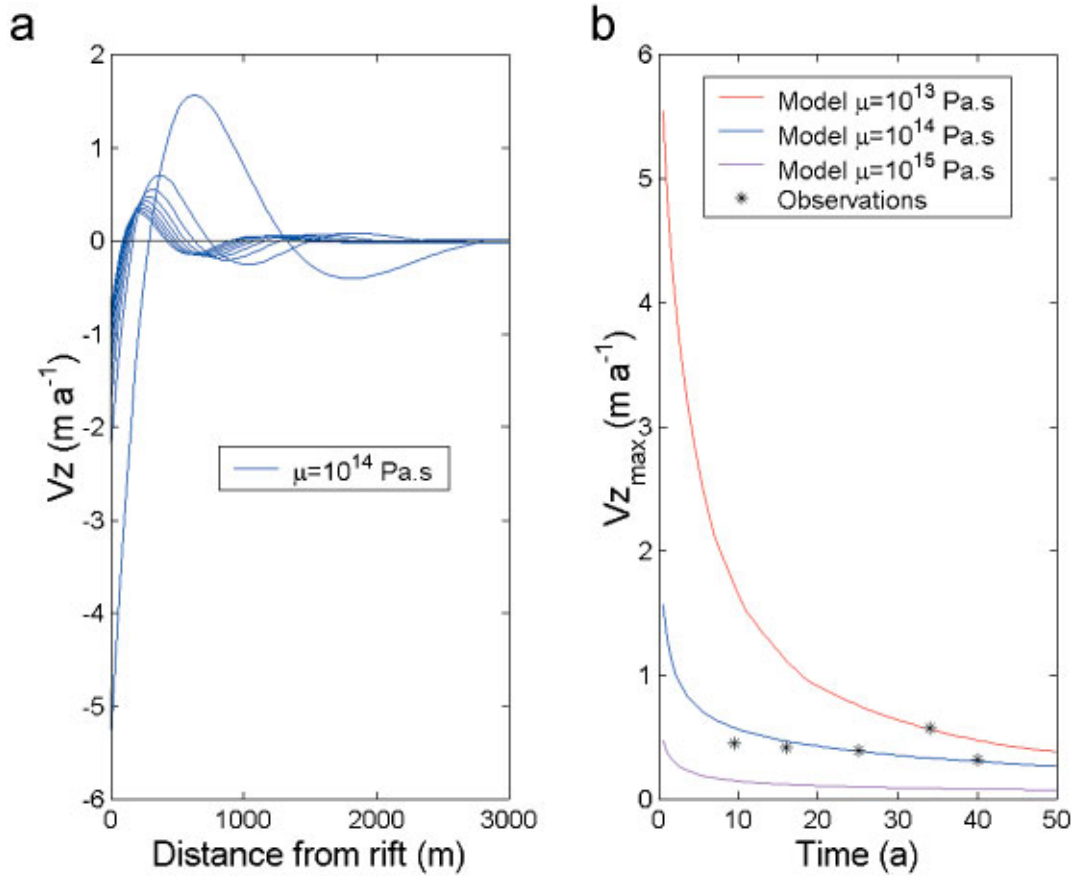 a
2
1
0
-1
-2
-3
-4
-5
-6
Vz (m a⁻¹)
μ=10¹⁴ Pa.s
0
1000
2000
3000
Distance from rift (m)
b
6
5
4
3
2
1
0
Vz_max, (m a⁻¹)
Model μ=10¹³ Pa.s
Model μ=10¹⁴ Pa.s
Model μ=10¹⁵ Pa.s
Observations
0
10
20
30
40
50
Time (a)